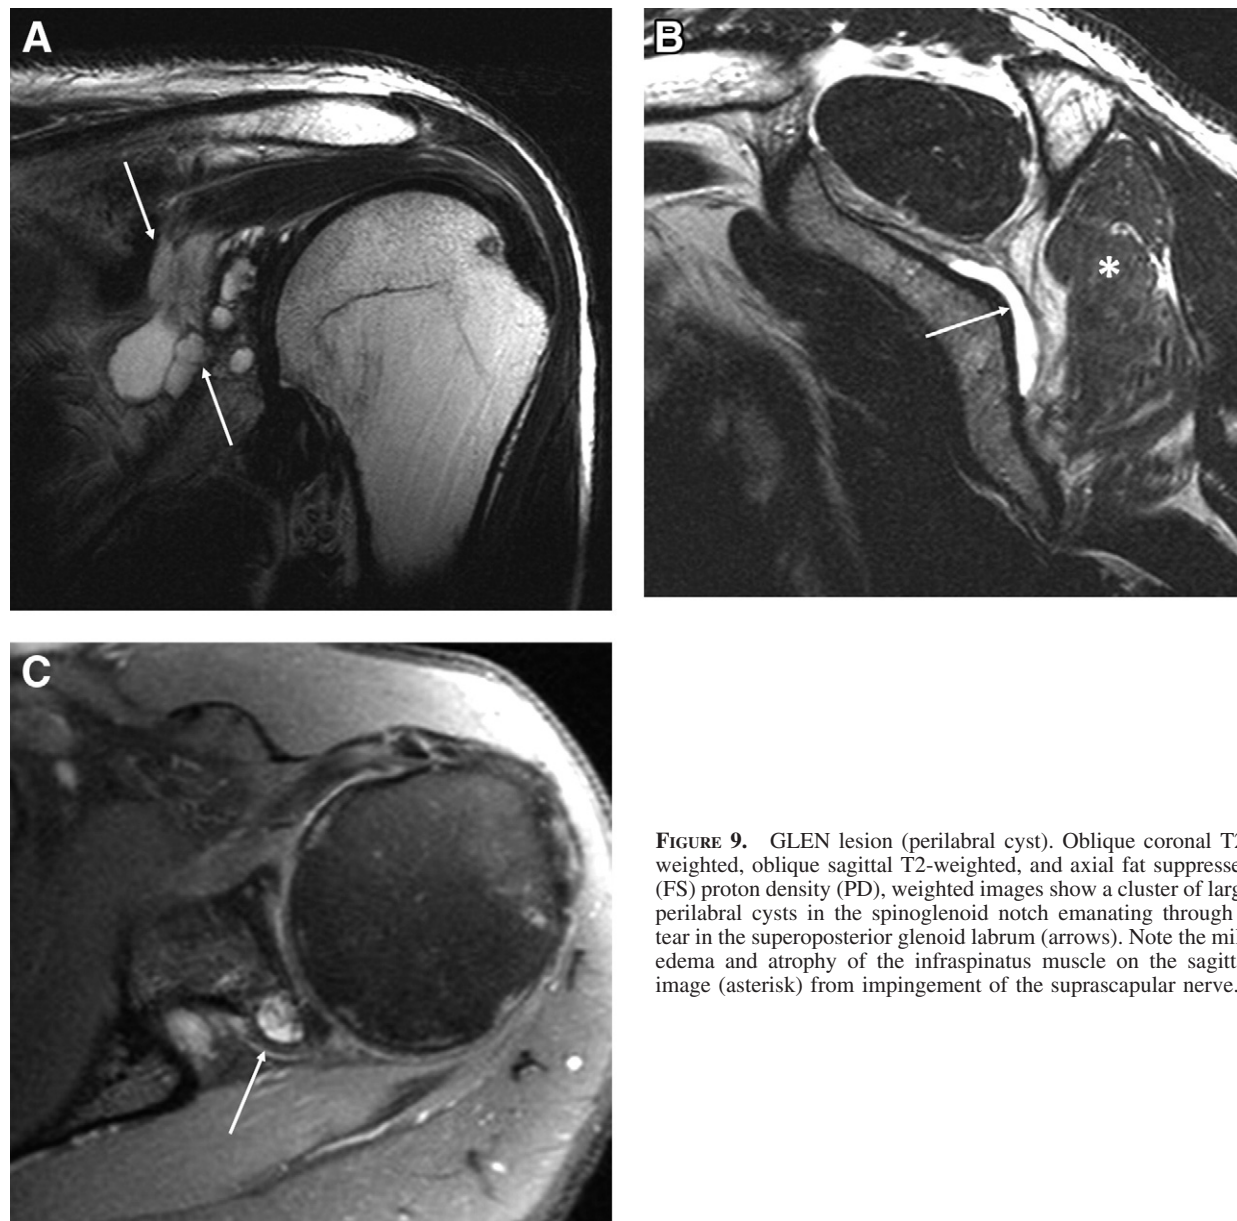 A
B
*
C
FIGURE 9. GLEN lesion (perilabral cyst). Oblique coronal T2
weighted, oblique sagittal T2-weighted, and axial fat suppresse
(FS) proton density (PD), weighted images show a cluster of larg
perilabral cysts in the spinoglenoid notch emanating through
tear in the superoposterior glenoid labrum (arrows). Note the mil
edema and atrophy of the infraspinatus muscle on the sagitt
image (asterisk) from impingement of the suprascapular nerve.